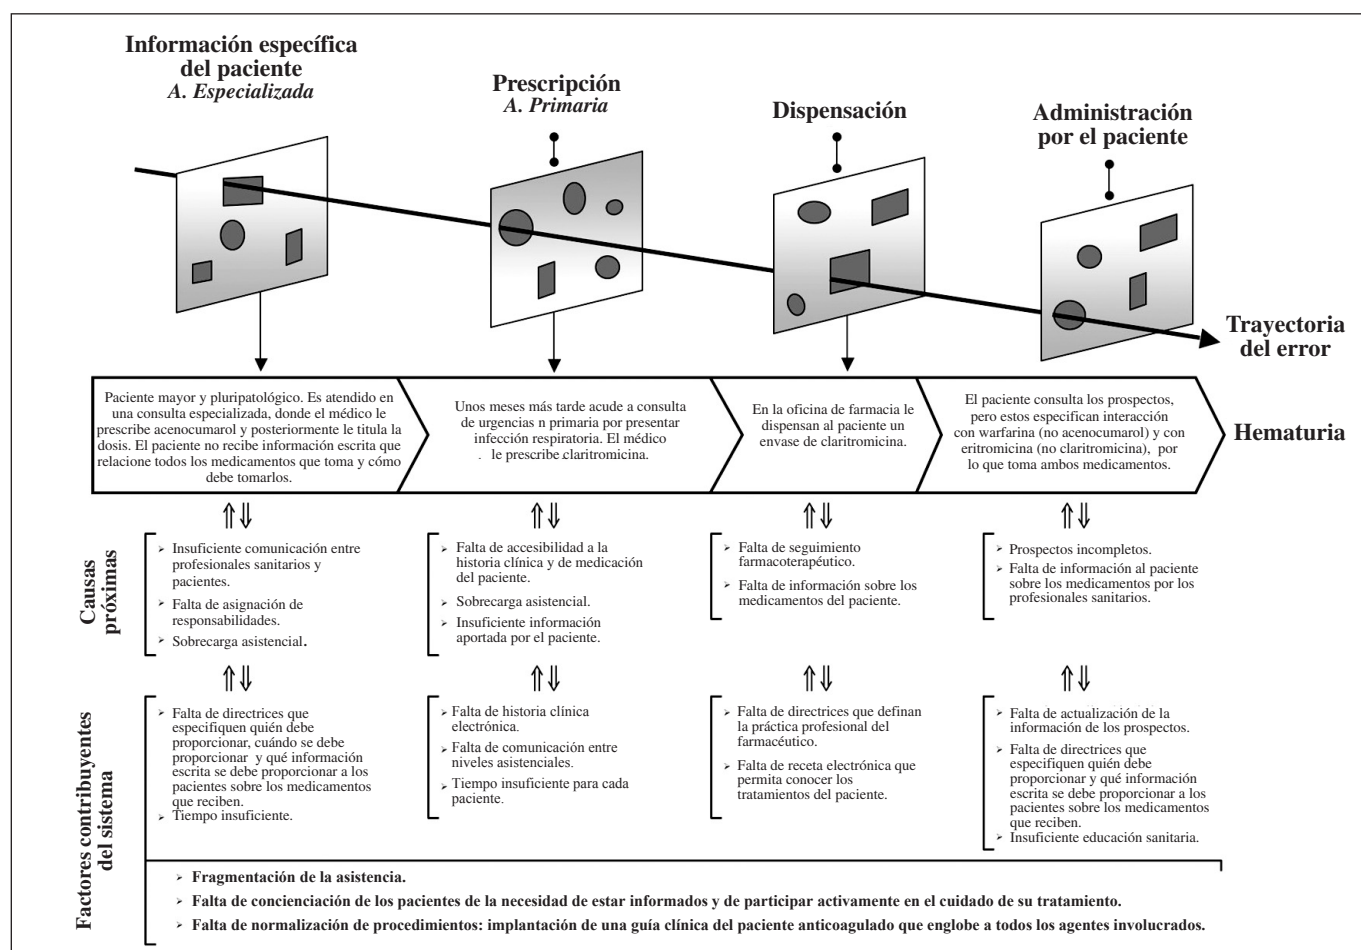 Información específica
del paciente
A. Especializada
Prescripción
A. Primaria
Dispensación
Administración
por el paciente
Trayectoria
del error
Paciente mayor y pluripatológico. Es atendido en
una consulta especializada, donde el médico le
prescribe acenocumarol y posteriormente le titula la
dosis. El paciente no recibe información escrita que
relacione todos los medicamentos que toma y cómo
debe tomarlos.
Unos meses más tarde acude a consulta
de urgencias n primaria por presentar
infección respiratoria. El médico
. le prescribe claritromicina.
En la oficina de farmacia le
dispensan al paciente un
envase de claritromicina.
El paciente consulta los prospectos,
pero estos especifican interacción
con warfarina (no acenocumarol) y con
eritromicina (no claritromicina), por
lo que toma ambos medicamentos.
Hematuria
Causas
próximas
➢ Insuficiente comunicación entre
profesionales sanitarios y
pacientes.
➢ Falta de asignación de
responsabilidades.
➢ Sobrecarga asistencial.
➢ Falta de accesibilidad a la
historia clínica y de medicación
del paciente.
➢ Sobrecarga asistencial.
➢ Insuficiente información
aportada por el paciente.
➢ Falta de seguimiento
farmacoterapéutico.
➢ Falta de información sobre los
medicamentos del paciente.
➢ Prospectos incompletos.
➢ Falta de información al paciente
sobre los medicamentos por los
profesionales sanitarios.
Factores contribuyentes
del sistema
➢ Falta de directrices que
especifiquen quién debe
proporcionar, cuándo se debe
proporcionar y qué información
escrita se debe proporcionar a los
pacientes sobre los medicamentos
que reciben.
➢ Tiempo insuficiente.
➢ Falta de historia clínica
electrónica.
➢ Falta de comunicación entre
niveles asistenciales.
➢ Tiempo insuficiente para cada
paciente.
➢ Falta de directrices que definan
la práctica profesional del
farmacéutico.
➢ Falta de receta electrónica que
permita conocer los
tratamientos del paciente.
➢ Falta de actualización de la
información de los prospectos.
➢ Falta de directrices que
especifiquen quién debe
proporcionar y qué información
escrita se debe proporcionar a los
pacientes sobre los medicamentos
que reciben.
➢ Insuficiente educación sanitaria.
➢ Fragmentación de la asistencia.
➢ Falta de concienciación de los pacientes de la necesidad de estar informados y de participar activamente en el cuidado de su tratamiento.
➢ Falta de normalización de procedimientos: implantación de una guía clínica del paciente anticoagulado que englobe a todos los agentes involucrados.